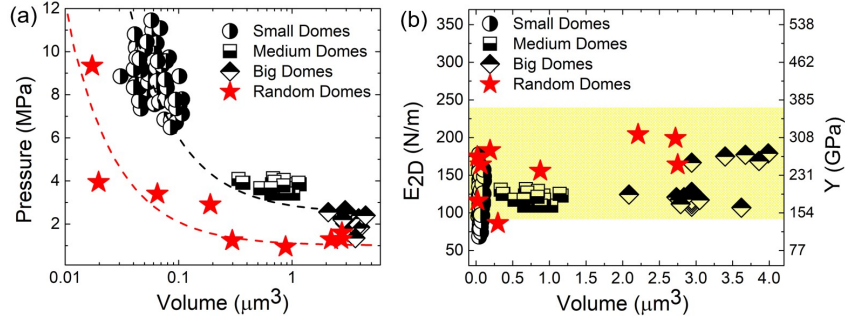 (a)
12
10
8
6
4
2
Pressure (MPa)
Small Domes
Medium Domes
Big Domes
Random Domes
0.01
0.1
1
Volume (μm³)
(b)
350
300
250
200
150
100
50
E2D (N/m)
Small Domes
Medium Domes
Big Domes
Random Domes
538
462
385
308
231
154
77
Y (GPa)
0.0
0.5
1.0
1.5
2.0
2.5
3.0
3.5
4.0
Volume (μm³)